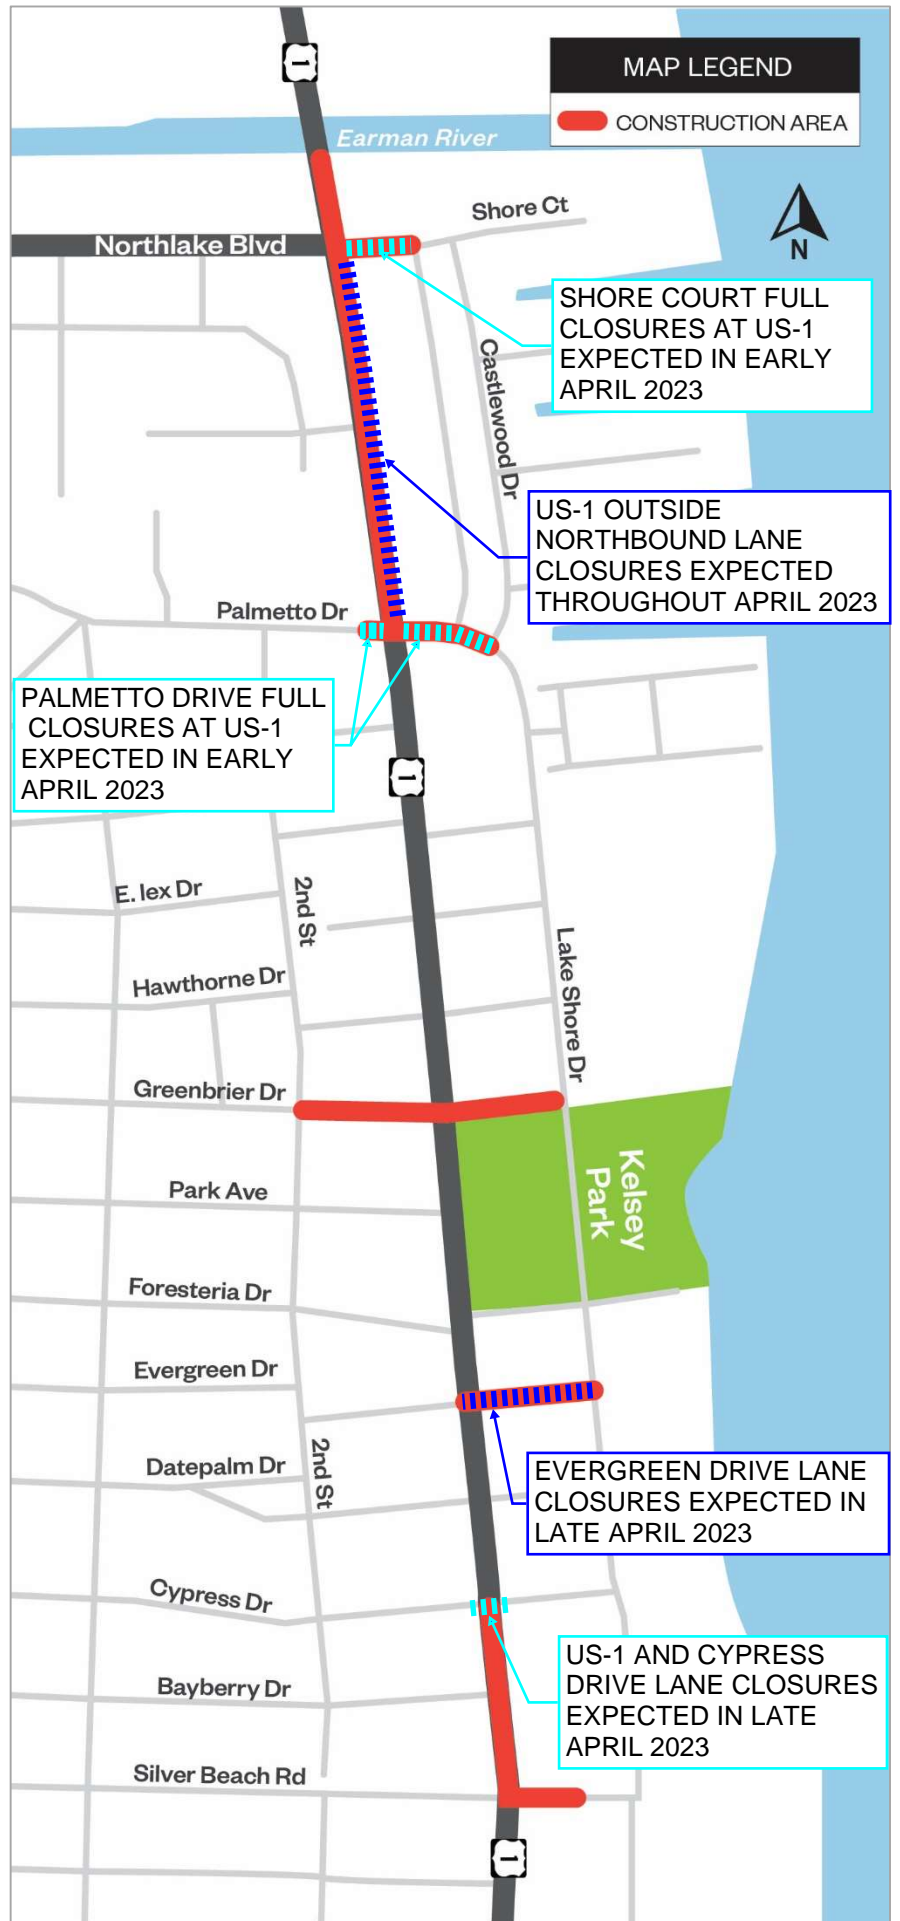 1
MAP LEGEND
CONSTRUCTION AREA
Earman River
Shore Ct
Northlake Blvd
N
SHORE COURT FULL
CLOSURES AT US-1
EXPECTED IN EARLY
APRIL 2023
Castlewood Dr
US-1 OUTSIDE
NORTHBOUND LANE
CLOSURES EXPECTED
THROUGHOUT APRIL 2023
Palmetto Dr
PALMETTO DRIVE FULL
CLOSURES AT US-1
EXPECTED IN EARLY
APRIL 2023
1
E. lex Dr
2nd St
Lake Shore Dr
Hawthorne Dr
Greenbrier Dr
Kelsey
Park
Park Ave
Foresteria Dr
Evergreen Dr
2nd St
Datepalm Dr
EVERGREEN DRIVE LANE
CLOSURES EXPECTED IN
LATE APRIL 2023
Cypress Dr
US-1 AND CYPRESS
DRIVE LANE CLOSURES
EXPECTED IN LATE
APRIL 2023
Bayberry Dr
Silver Beach Rd
1